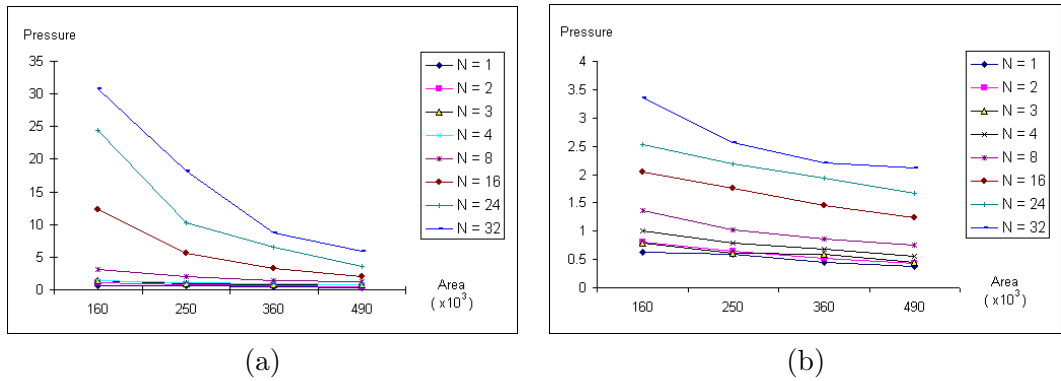 Pressure
35
30
25
20
15
10
5
0
160 250 360 490
Area
( x10³ )
N = 1
N = 2
N = 3
N = 4
N = 8
N = 16
N = 24
N = 32
(a)
Pressure
4
3.5
3
2.5
2
1.5
1
0.5
0
160 250 360 490
Area
( x10³ )
N = 1
N = 2
N = 3
N = 4
N = 8
N = 16
N = 24
N = 32
(b)